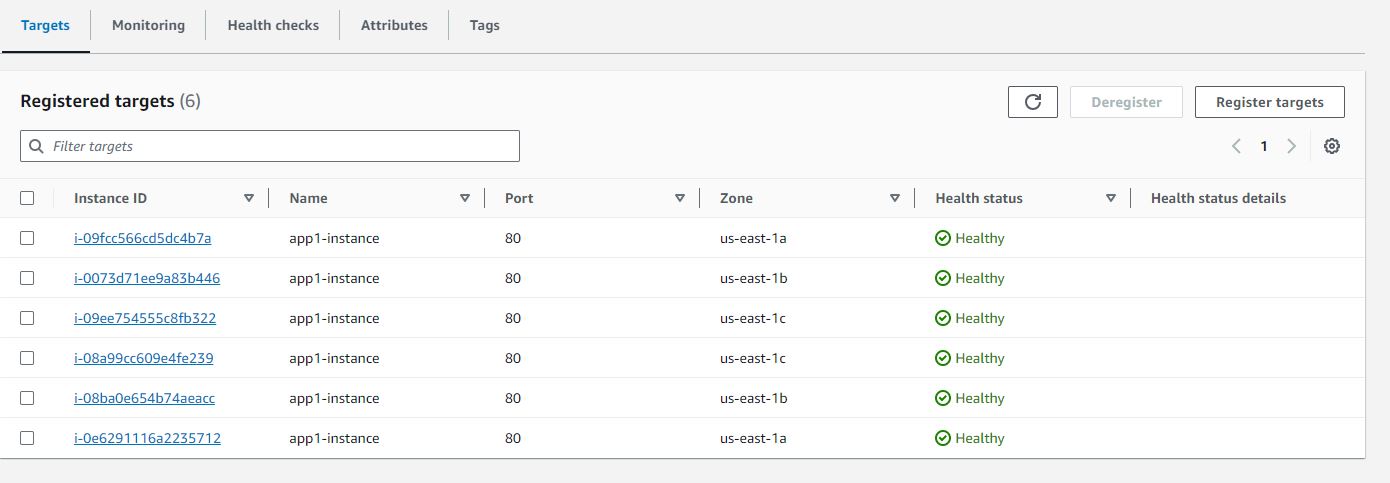 Targets Monitoring Health checks Attributes Tags
Registered targets (6) Deregister Register targets
Filter targets 1
Instance ID Name Port Zone Health status Health status details
i-09fcc566cd5dc4b7a app1-instance 80 us-east-1a Healthy
i-0073d71ee9a83b446 app1-instance 80 us-east-1b Healthy
i-09ee754555c8fb322 app1-instance 80 us-east-1c Healthy
i-08a99cc609e4fe239 app1-instance 80 us-east-1c Healthy
i-08ba0e654b74aeacc app1-instance 80 us-east-1b Healthy
i-0e6291116a2235712 app1-instance 80 us-east-1a Healthy